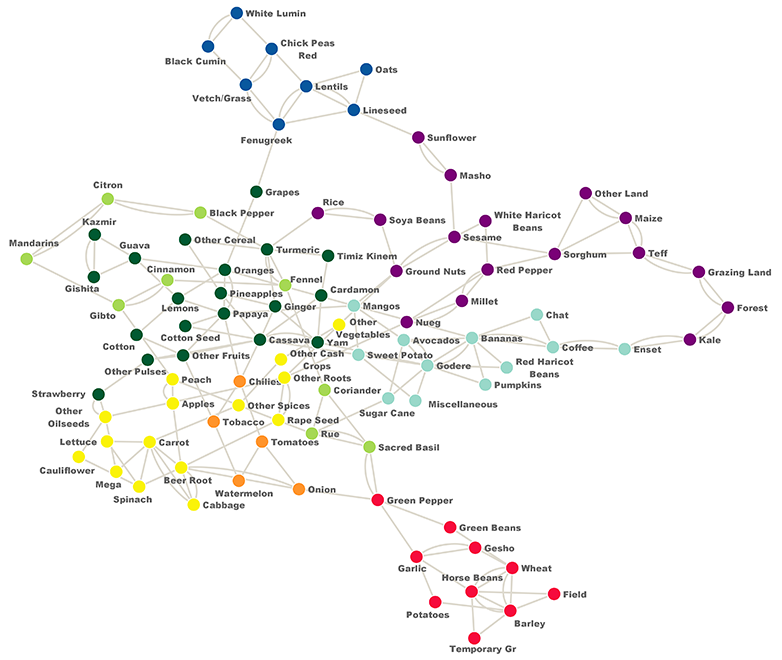 White Lumin
Chick Peas
Red
Black Cumin
Oats
Vetch/Grass
Lentils
Lineseed
Fenugreek
Sunflower
Masho
Citron
Grapes
Other Land
Black Pepper
Rice
Soya Beans
White Haricot
Beans
Maize
Kazmir
Mandarins
Guava
Other Cereal
Turmeric
Timiz Kinem
Sesame
Sorghum
Teff
Gishita
Cinnamon
Oranges
Fennel
Ground Nuts
Red Pepper
Grazing Land
Gibto
Lemons
Pineapples
Cardamon
Ginger
Mangos
Millet
Forest
Papaya
Cotton
Cotton Seed
Other
Vegetables
Nueg
Chat
Cassava
Yam
Avocados
Bananas
Coffee
Enset
Kale
Other Pulses
Other Fruits
Other Cash
Crops
Sweet Potato
Godere
Red Haricot
Beans
Peach
Chilies
Other Roots
Pumpkins
Strawberry
Coriander
Sugar Cane
Miscellaneous
Other
Oilseeds
Apples
Other Spices
Tobacco
Rape Seed
Rue
Lettuce
Carrot
Tomatoes
Sacred Basil
Cauliflower
Mega
Spinach
Beer Root
Cabbage
Watermelon
Onion
Green Pepper
Green Beans
Gesho
Garlic
Horse Beans
Wheat
Field
Potatoes
Barley
Temporary Gr